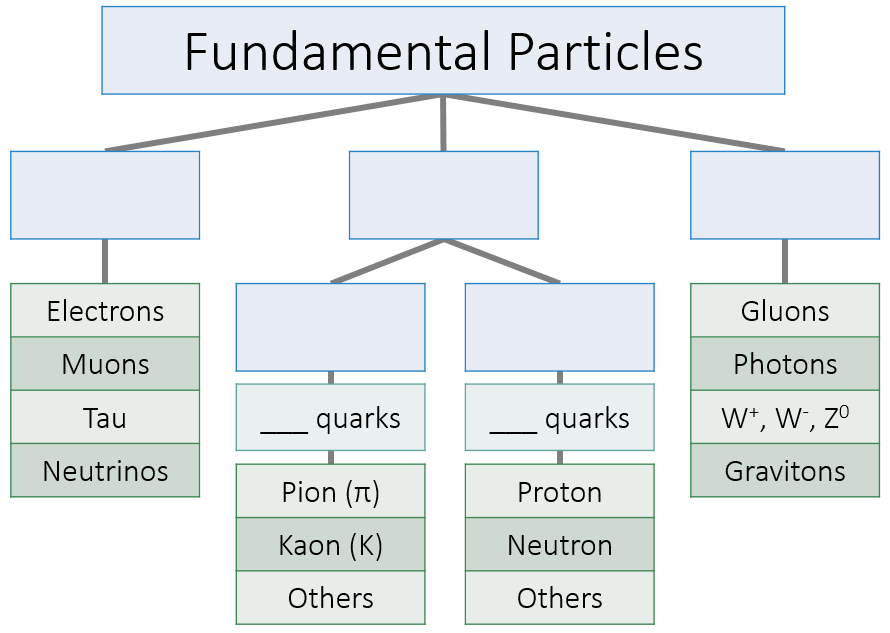 Fundamental Particles
Electrons
Muons
Tau
Neutrinos
___ quarks
Pion (π)
Kaon (K)
Others
___ quarks
Proton
Neutron
Others
Gluons
Photons
W⁺, W⁻, Z⁰
Gravitons